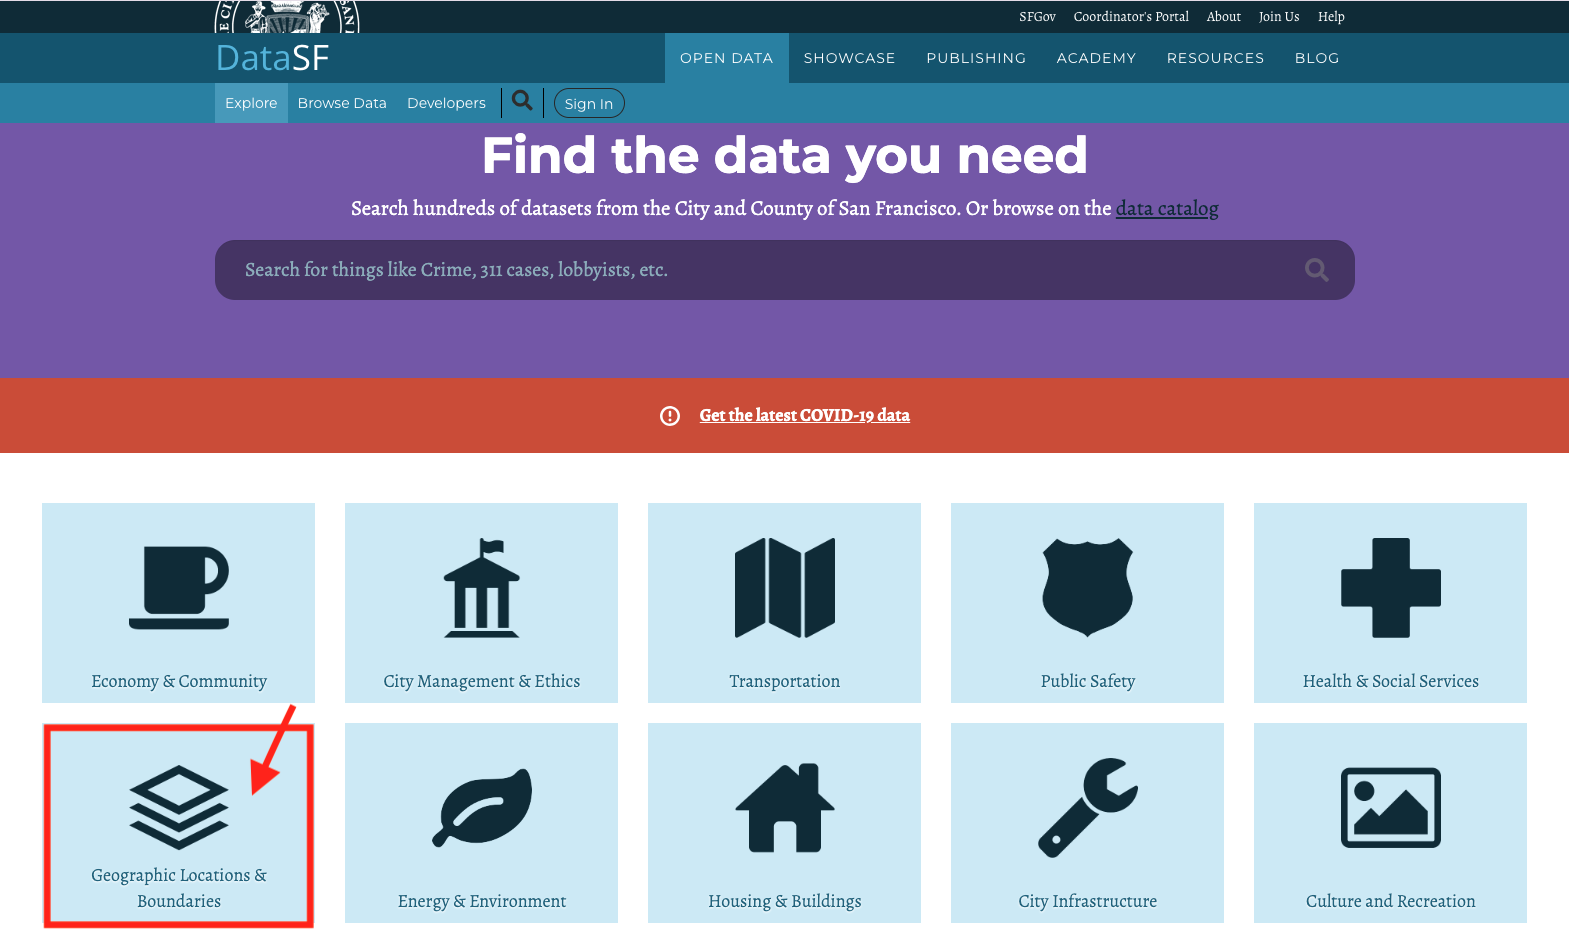 SFGov Coordinator's Portal About Join Us Help
DataSF
OPEN DATA SHOWCASE PUBLISHING ACADEMY RESOURCES BLOG
Explore Browse Data Developers Sign In
Find the data you need
Search hundreds of datasets from the City and County of San Francisco. Or browse on the data catalog
Search for things like Crime, 311 cases, lobbyists, etc.
Get the latest COVID-19 data
Economy & Community
City Management & Ethics
Transportation
Public Safety
Health & Social Services
Geographic Locations &
Boundaries
Energy & Environment
Housing & Buildings
City Infrastructure
Culture and Recreation